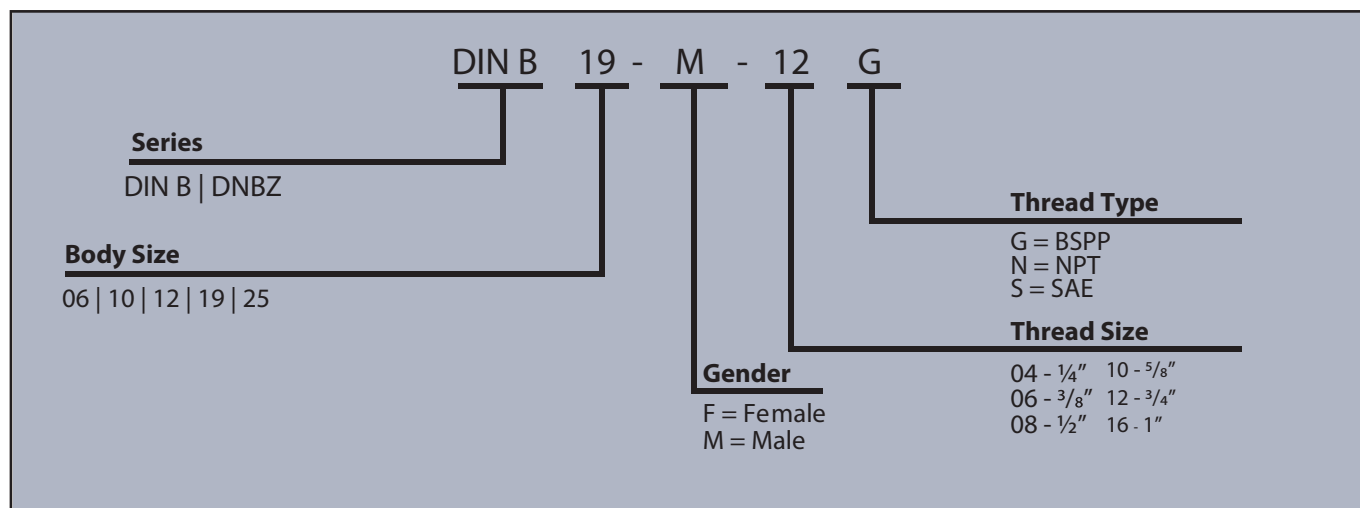 DIN B 19 - M - 12 G
Series
DIN B | DNBZ
Body Size
06 | 10 | 12 | 19 | 25
Thread Type
G = BSPP
N = NPT
S = SAE
Thread Size
04 - ¼" 10 - ⁵/₈"
06 - ³/₈" 12 - ³/₄"
08 - ½" 16 - 1"
Gender
F = Female
M = Male